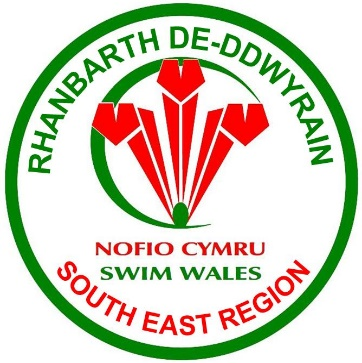 RHANBARTH DE-DDWYRAIN
NOFIO CYMRU
SWIM WALES
SOUTH EAST REGION